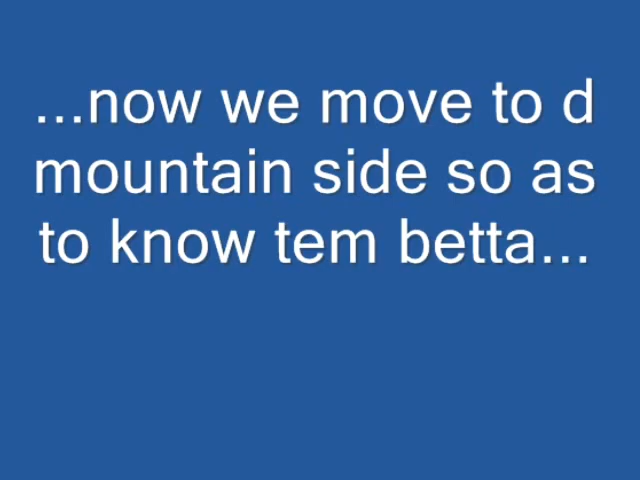 ...now we move to d
mountain side so as
to know tem betta...